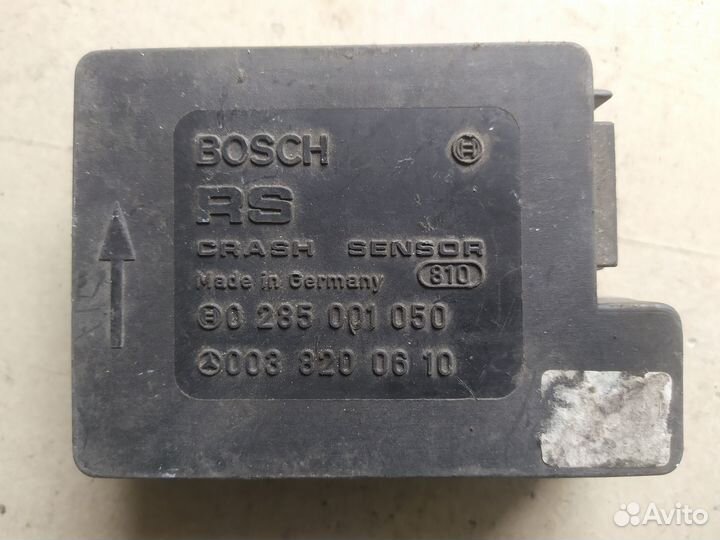 BOSCH
RS
CRASH SENSOR
Made in Germany 810
0 285 001 050
003 820 06 10
Avito